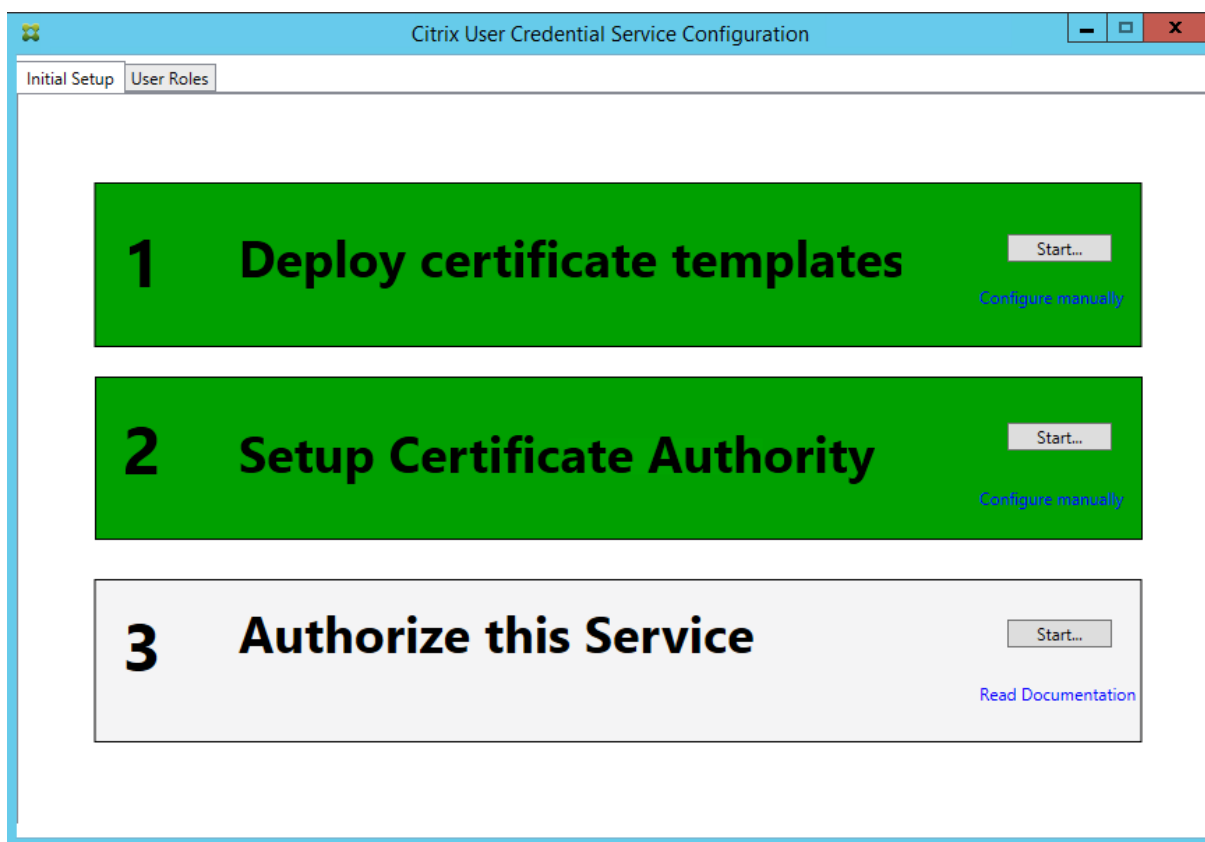 Citrix User Credential Service Configuration
Initial Setup User Roles
1 Deploy certificate templates Start...
Configure manually
2 Setup Certificate Authority Start...
Configure manually
3 Authorize this Service Start...
Read Documentation